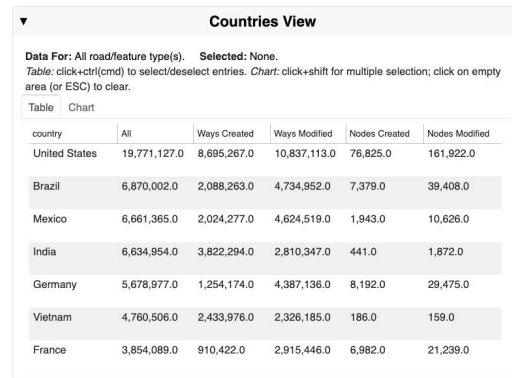 ▼ Countries View
Data For: All road/feature type(s). Selected: None.
Table: click+ctrl(cmd) to select/deselect entries. Chart: click+shift for multiple selection; click on empty
area (or ESC) to clear.
Table Chart
country All Ways Created Ways Modified Nodes Created Nodes Modified
United States 19,771,127.0 8,695,267.0 10,837,113.0 76,825.0 161,922.0
Brazil 6,870,002.0 2,088,263.0 4,734,952.0 7,379.0 39,408.0
Mexico 6,661,365.0 2,024,277.0 4,624,519.0 1,943.0 10,626.0
India 6,634,954.0 3,822,294.0 2,810,347.0 441.0 1,872.0
Germany 5,678,977.0 1,254,174.0 4,387,136.0 8,192.0 29,475.0
Vietnam 4,760,506.0 2,433,976.0 2,326,185.0 186.0 159.0
France 3,854,089.0 910,422.0 2,915,446.0 6,982.0 21,239.0